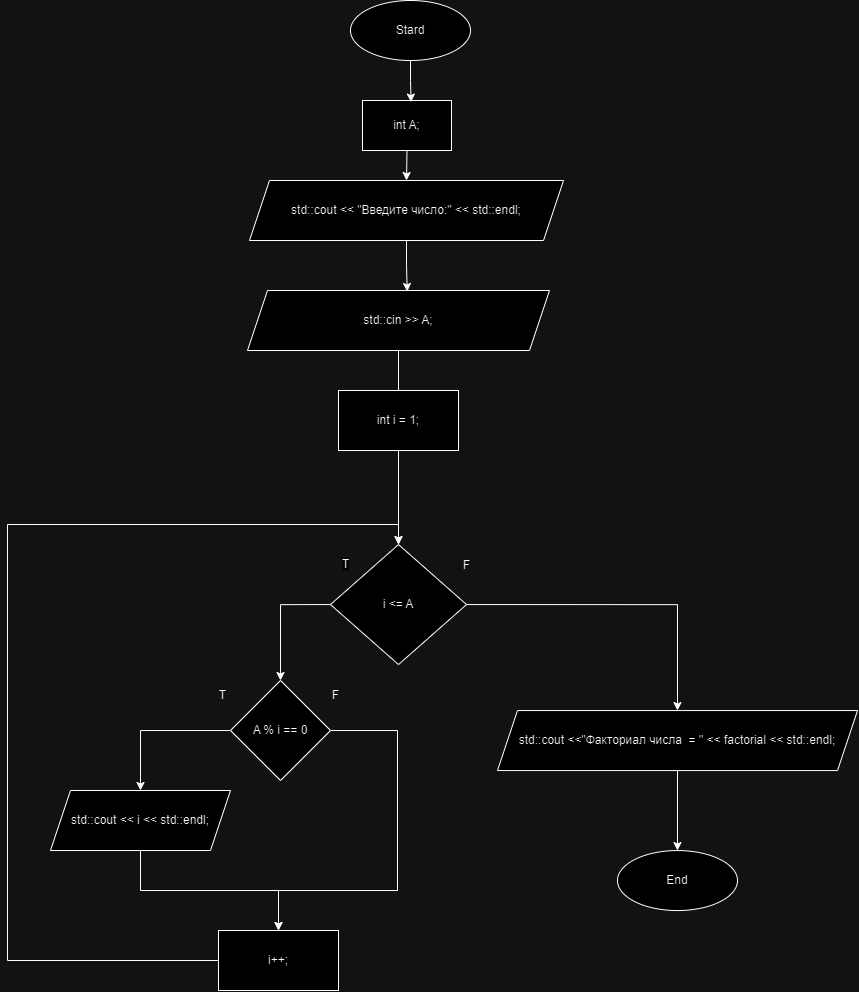 Stard
int A;
std::cout << "Введите число:" << std::endl;
std::cin >> A;
int i = 1;
T
F
i <= A
T
F
A % i == 0
std::cout <<"Факториал числа  = " << factorial << std::endl;
std::cout << i << std::endl;
End
i++;